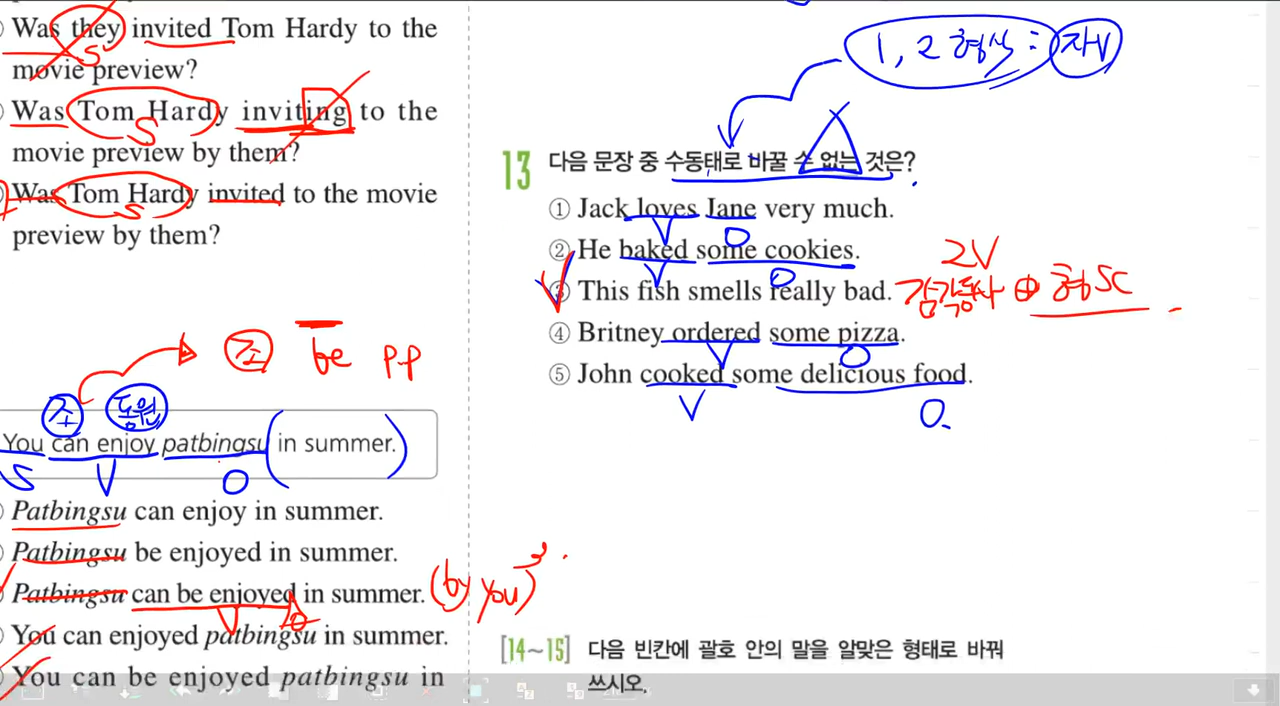 Was they invited Tom Hardy to the
movie preview?
S
Was Tom Hardy inviting to the
S
movie preview by them?
Was Tom Hardy invited to the movie
S
preview by them?
조 be p.p
조 동원
You can enjoy patbingsu (in summer.)
S V O
Patbingsu can enjoy in summer.
Patbingsu be enjoyed in summer.
Patbingsu can be enjoyed in summer. (by you)
V
You can enjoyed patbingsu in summer.
You can be enjoyed patbingsu in
1, 2 형식 : 자V
13 다음 문장 중 수동태로 바꿀 수 없는 것은?
① Jack loves Jane very much.
V O
② He baked some cookies.
V O
2V
③ This fish smells really bad. 감각동사 ⊕ 형SC
④ Britney ordered some pizza.
V O
⑤ John cooked some delicious food.
V O
[14~15] 다음 빈칸에 괄호 안의 말을 알맞은 형태로 바꿔
쓰시오.